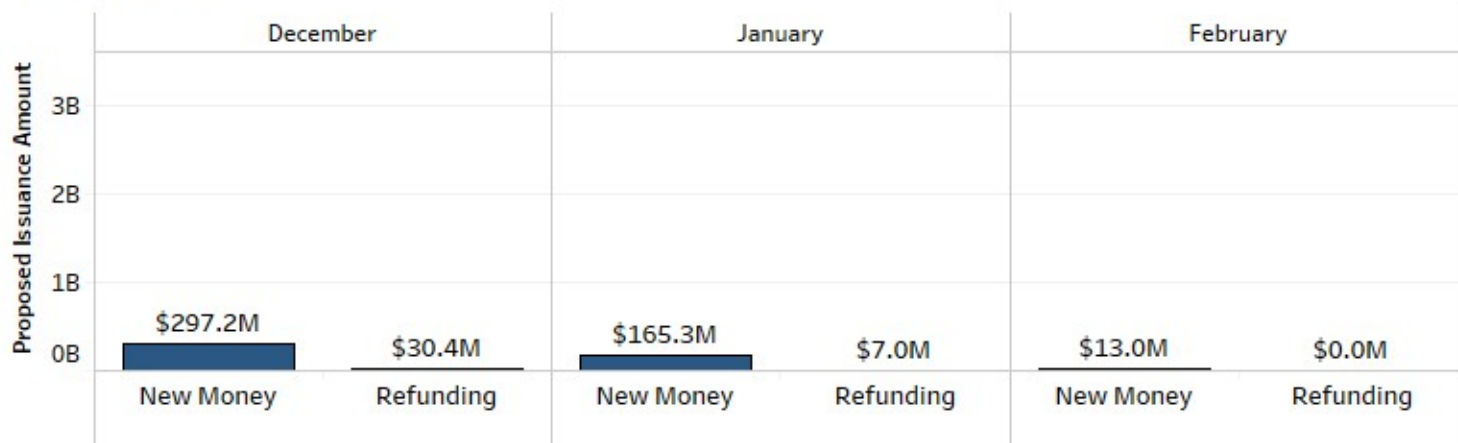 December January February
Proposed Issuance Amount
3B
2B
1B
0B
$297.2M $30.4M $165.3M $7.0M $13.0M $0.0M
New Money Refunding New Money Refunding New Money Refunding